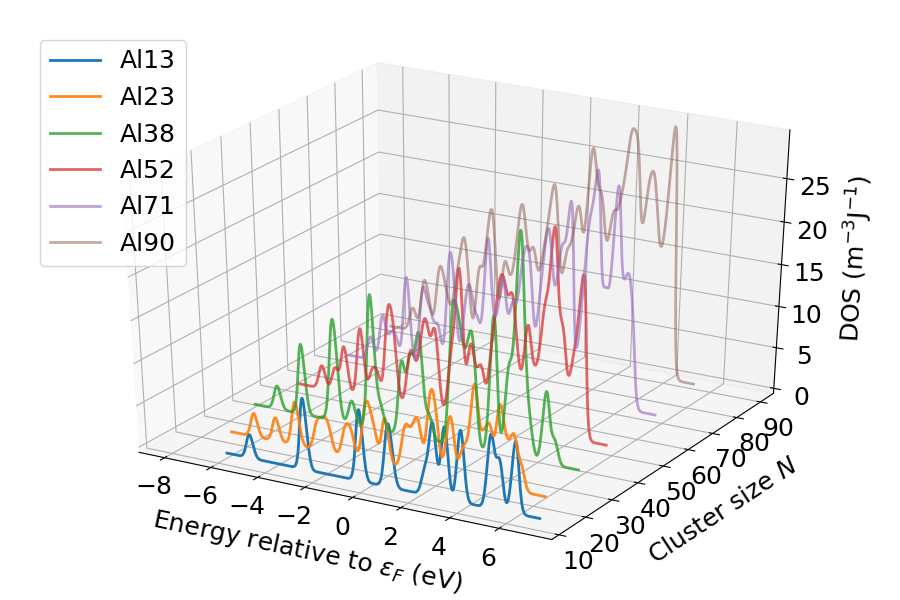 Al13
Al23
Al38
Al52
Al71
Al90
−8 −6 −4 −2 0 2 4 6
Energy relative to εF (eV)
10 20 30 40 50 60 70 80 90
Cluster size N
0 5 10 15 20 25
DOS (m⁻³J⁻¹)